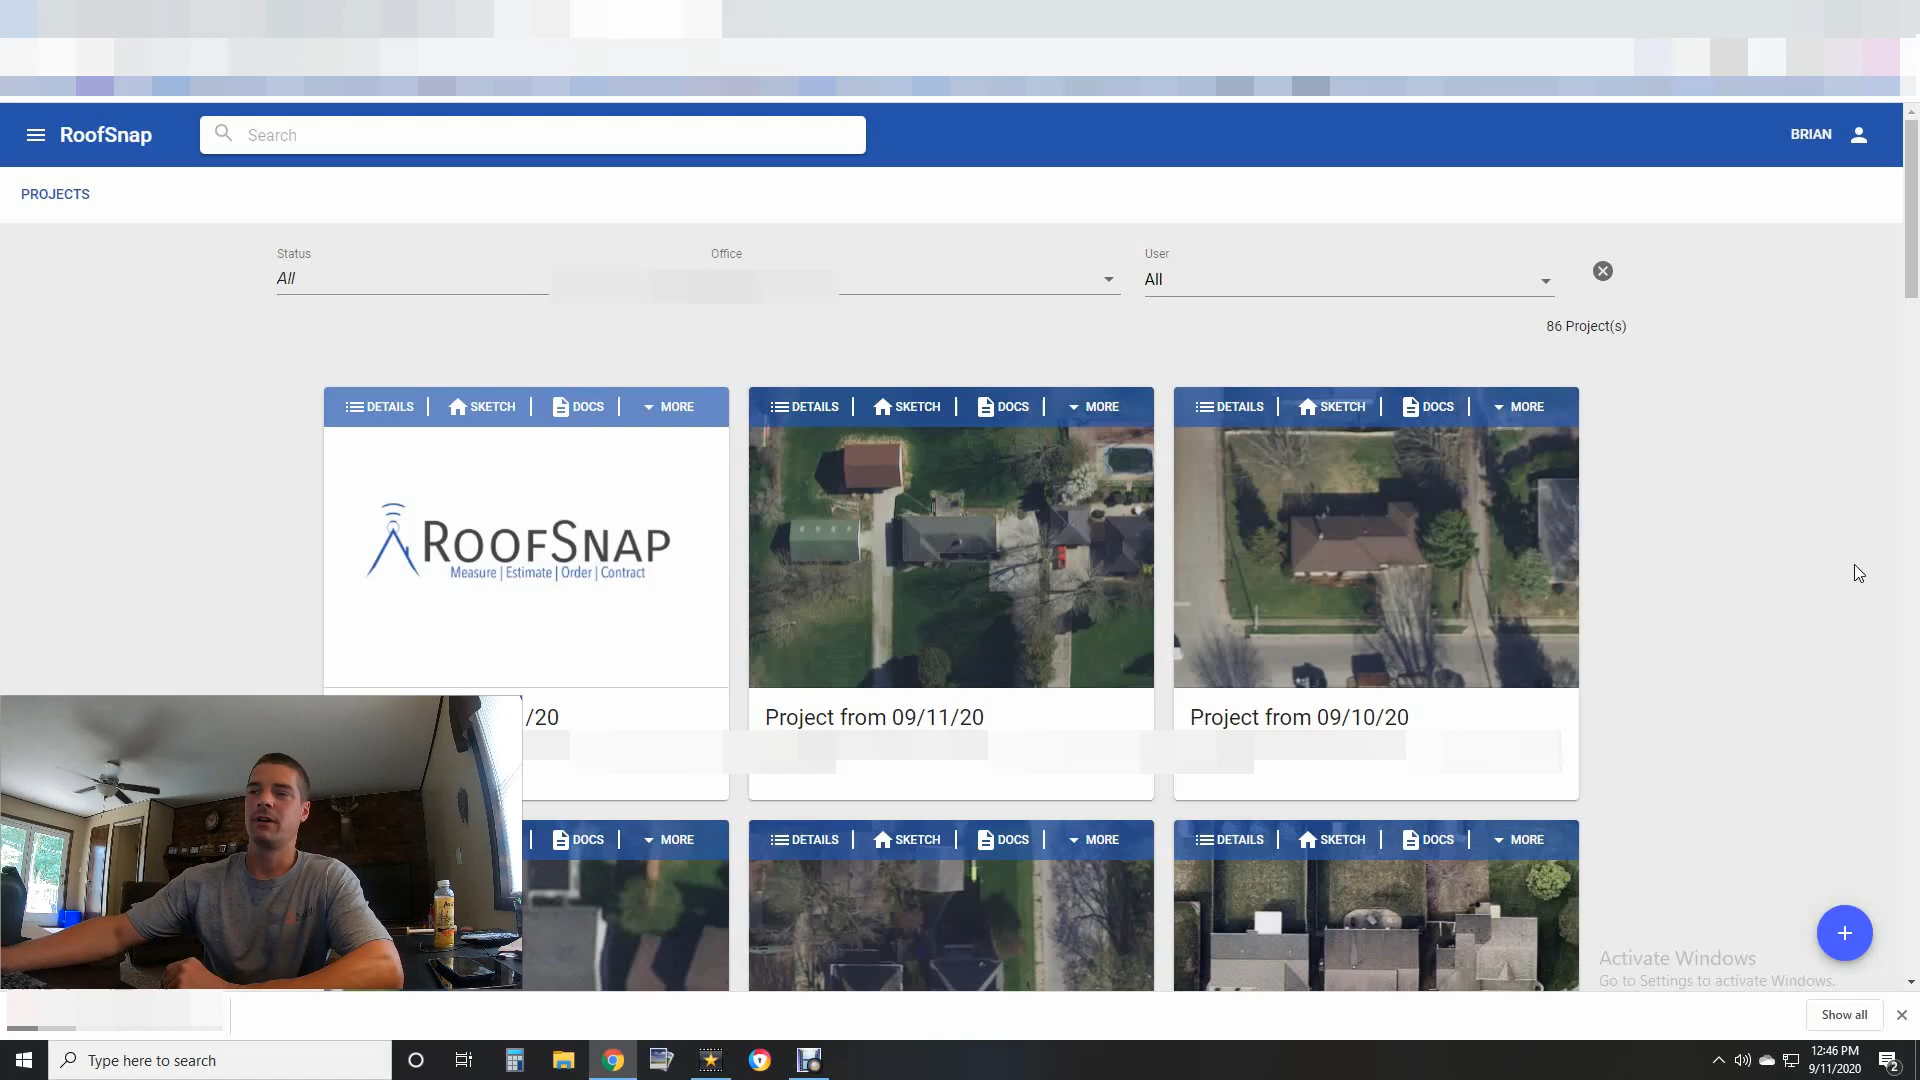 RoofSnap
Search
BRIAN
PROJECTS
Status
Office
User
All
All
86 Project(s)
DETAILS
SKETCH
DOCS
MORE
DETAILS
SKETCH
DOCS
MORE
DETAILS
SKETCH
DOCS
MORE
ROOFSNAP
Measure | Estimate | Order | Contract
/20
Project from 09/11/20
Project from 09/10/20
DOCS
MORE
DETAILS
SKETCH
DOCS
MORE
DETAILS
SKETCH
DOCS
MORE
Activate Windows
Go to Settings to activate Windows.
Show all
Type here to search
12:46 PM
9/11/2020
2